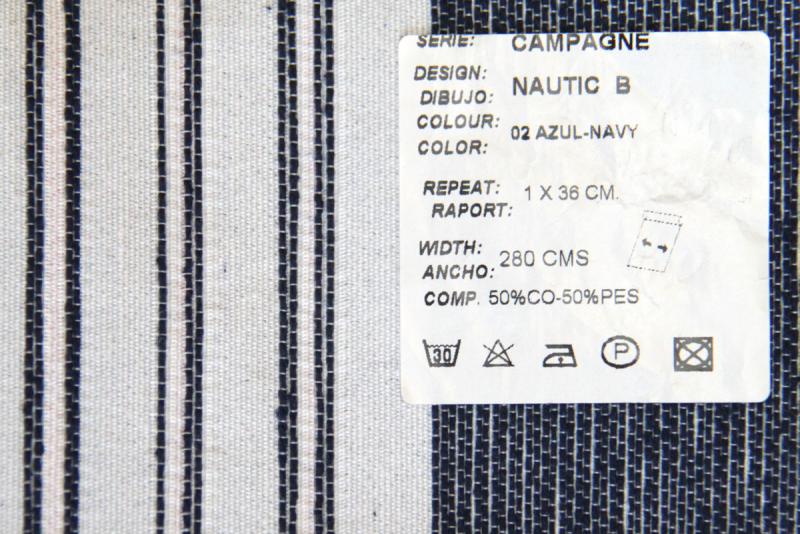 SERIE: CAMPAGNE
DESIGN:
DIBUJO: NAUTIC B
COLOUR:
COLOR: 02 AZUL-NAVY
REPEAT: 1 X 36 CM.
RAPORT:
WIDTH:
ANCHO: 280 CMS
COMP. 50%CO-50%PES
30 P